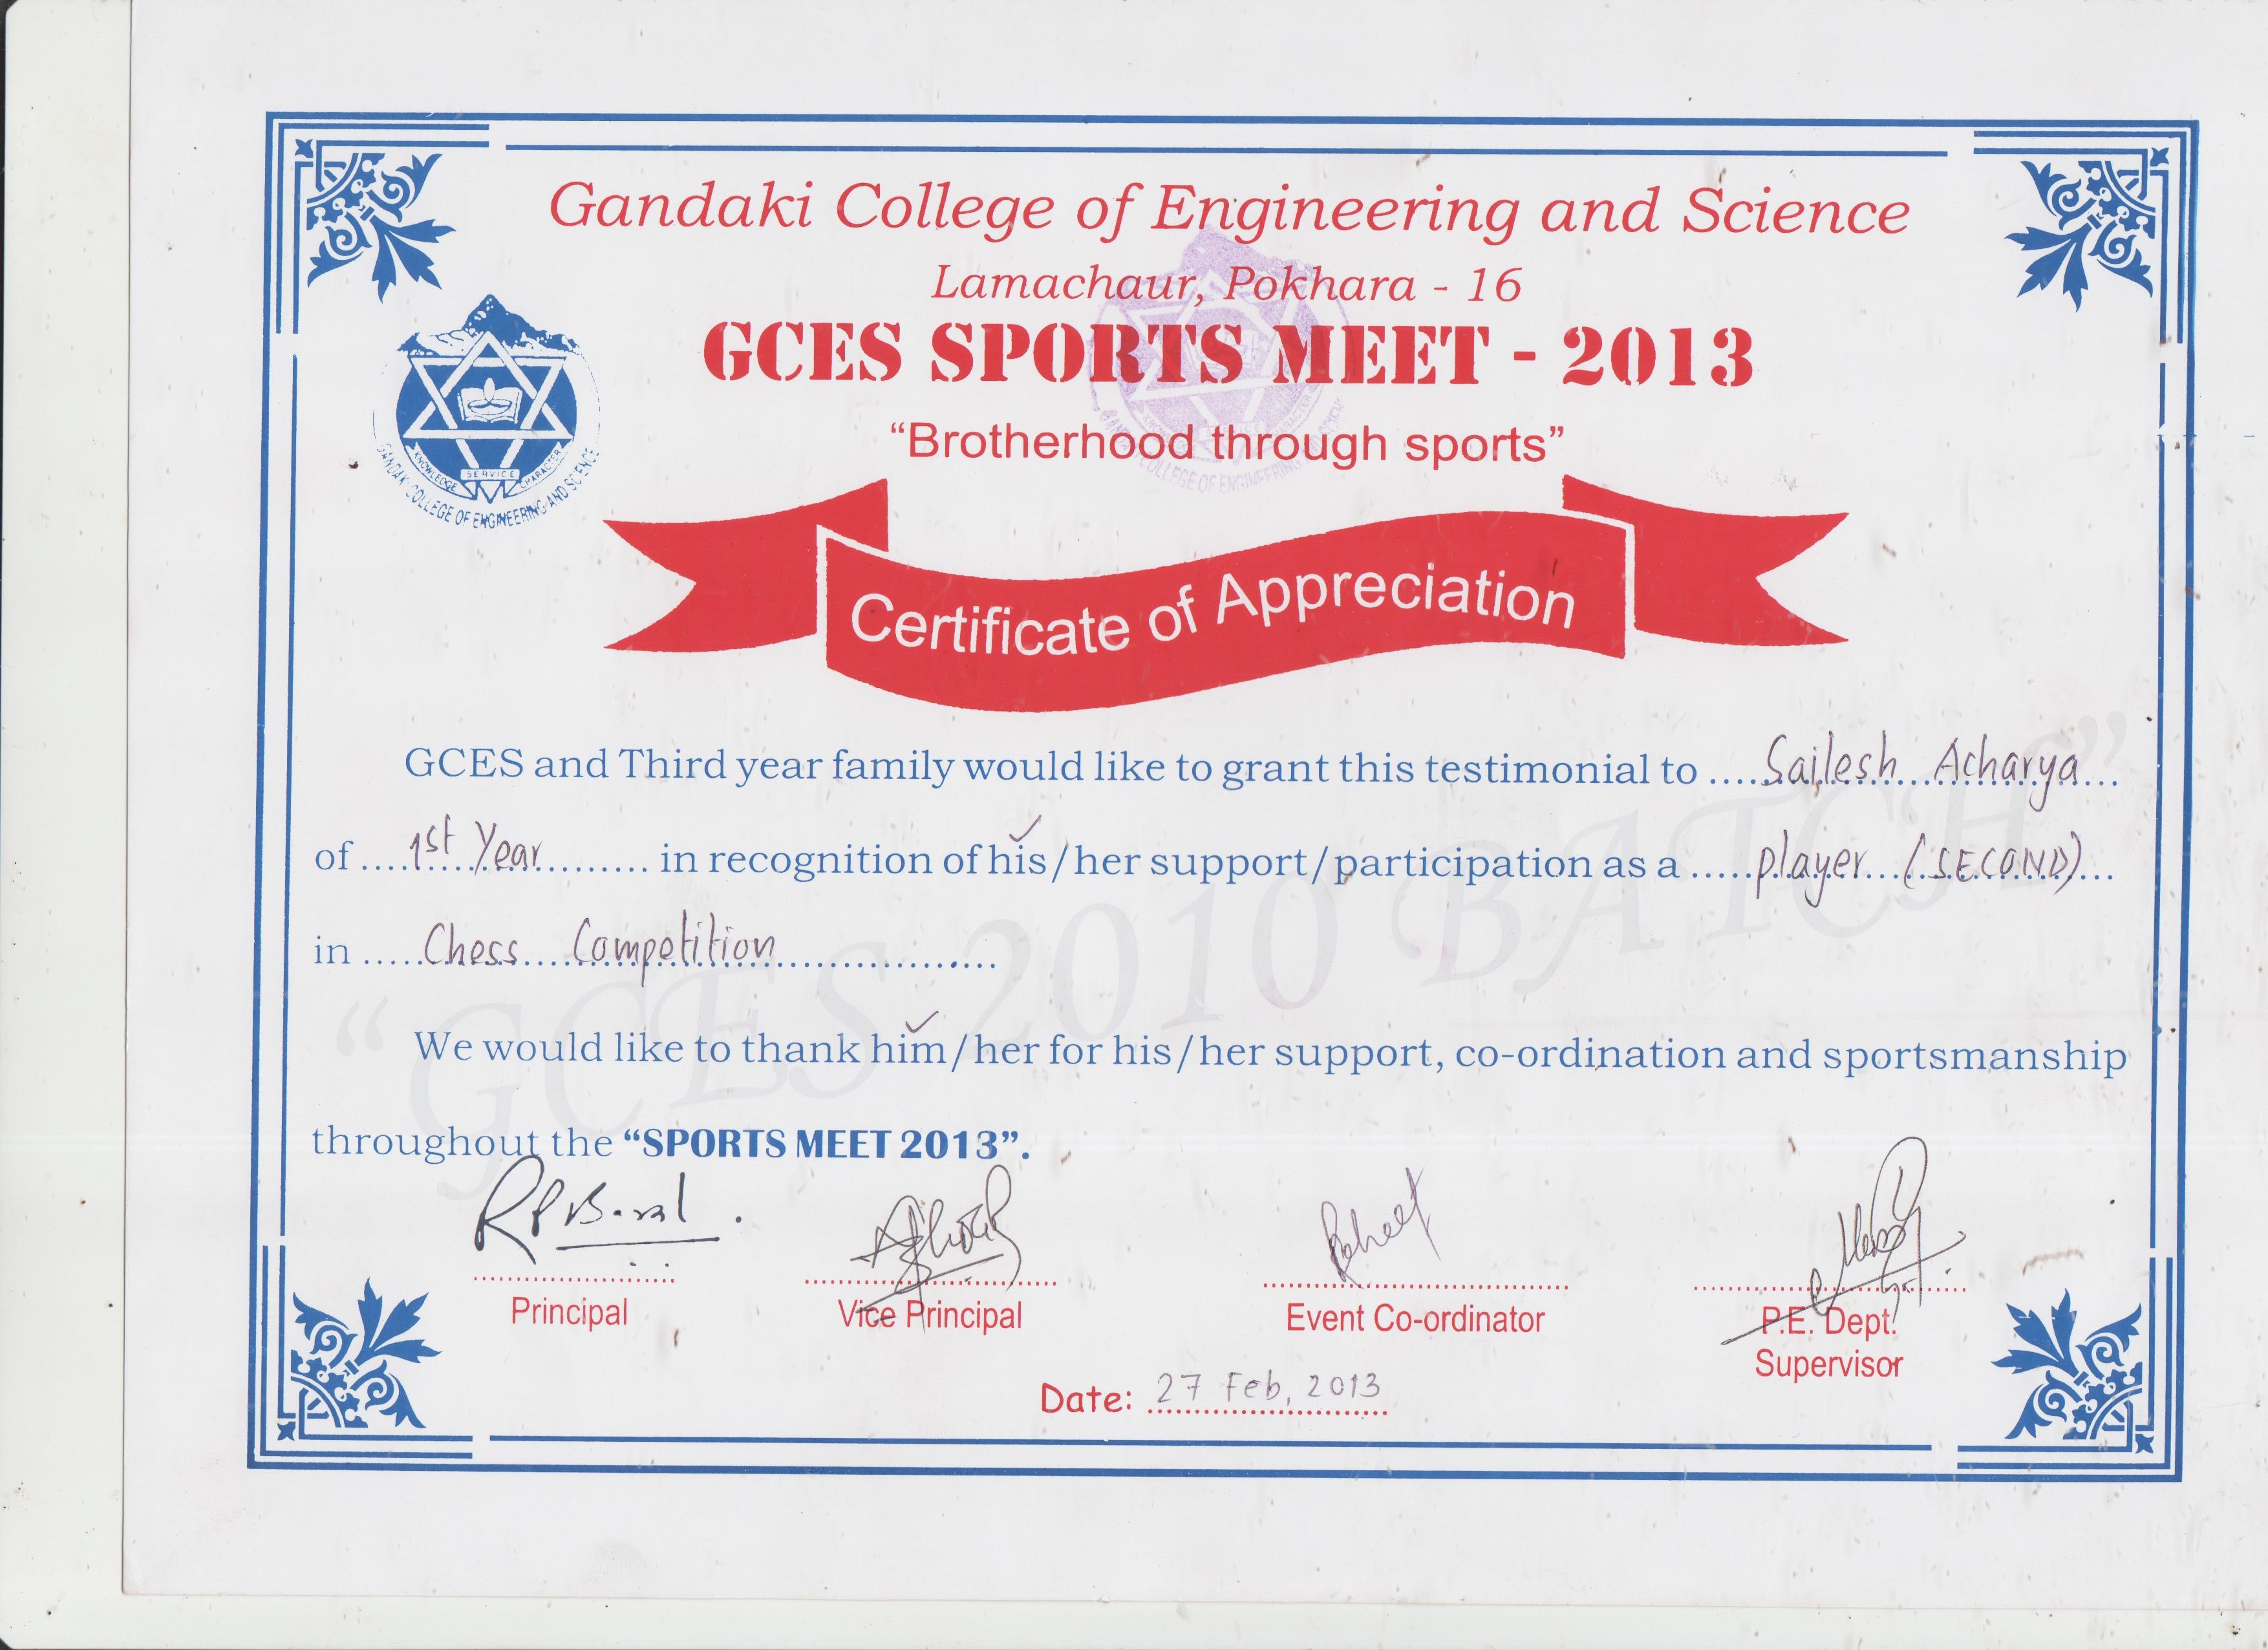 Gandaki College of Engineering and Science
Lamachaur, Pokhara - 16
GCES SPORTS MEET - 2013
“Brotherhood through sports”
KNOWLEDGE SERVICE CHARACTER
GANDAKI COLLEGE OF ENGINEERING AND SCIENCE
COLLEGE OF ENGINEERING
Certificate of Appreciation
GCES and Third year family would like to grant this testimonial to ....Sailesh Acharya...
of ....1st Year......... in recognition of his/her support/participation as a .....player (SECOND)...
in .....Chess Competition....................
We would like to thank him/her for his/her support, co-ordination and sportsmanship
throughout the “SPORTS MEET 2013”.
“GCES 2010 BATCH”
Principal Vice Principal Event Co-ordinator P.E. Dept.
Supervisor
Date: 27 Feb, 2013